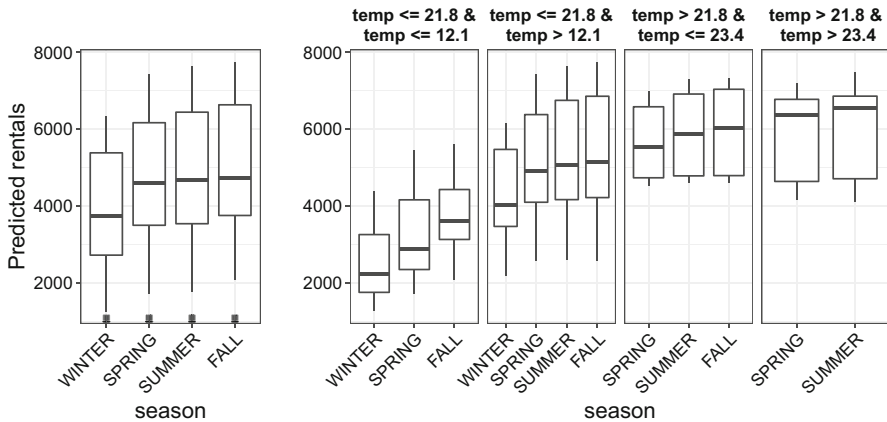 temp <= 21.8 &
temp <= 12.1
temp <= 21.8 &
temp > 12.1
temp > 21.8 &
temp <= 23.4
temp > 21.8 &
temp > 23.4
Predicted rentals
8000
6000
4000
2000
WINTER
SPRING
SUMMER
FALL
season
8000
6000
4000
2000
WINTER
SPRING
FALL
WINTER
SPRING
SUMMER
FALL
SPRING
SUMMER
FALL
SPRING
SUMMER
season